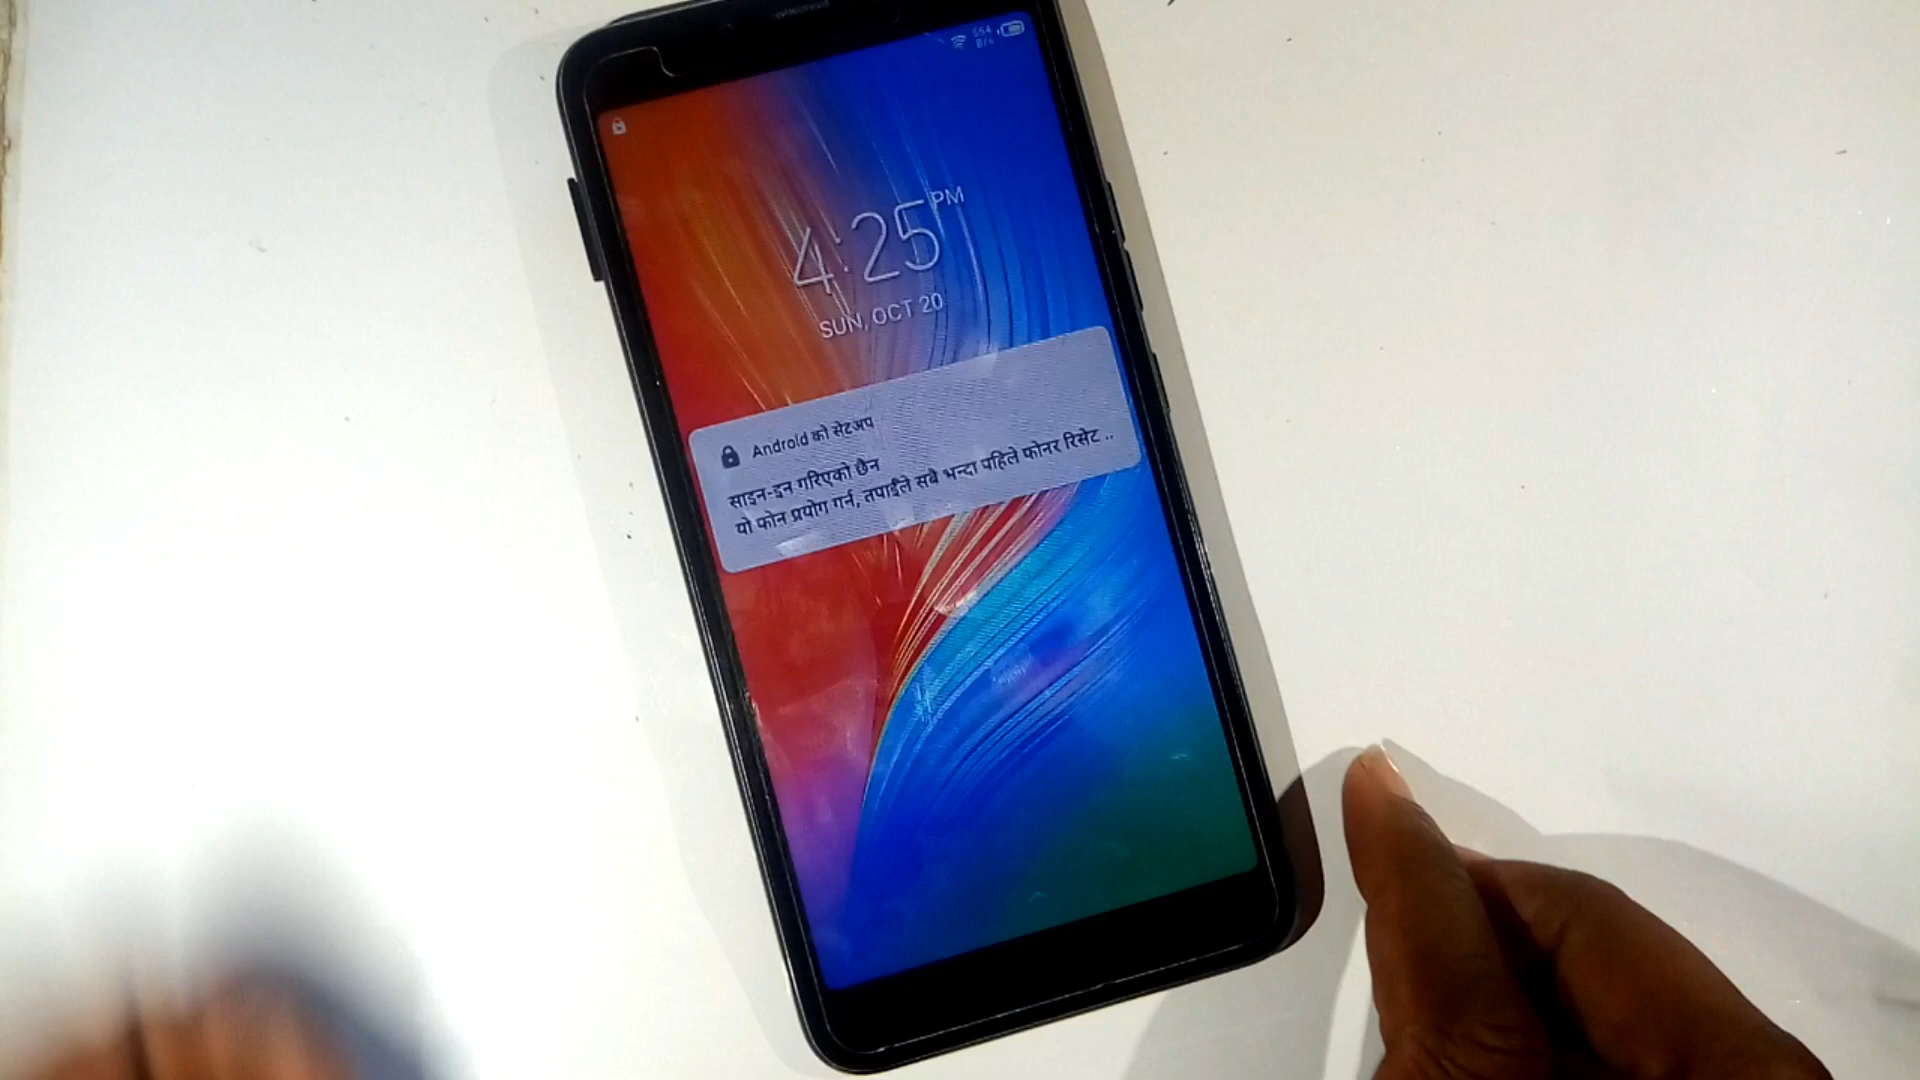 554
B/s
4:25 PM
SUN, OCT 20
Android को सेटअप
साइन-इन गरिएको छैन
यो फोन प्रयोग गर्न, तपाईंले सबै भन्दा पहिले फोनर रिसेट ..